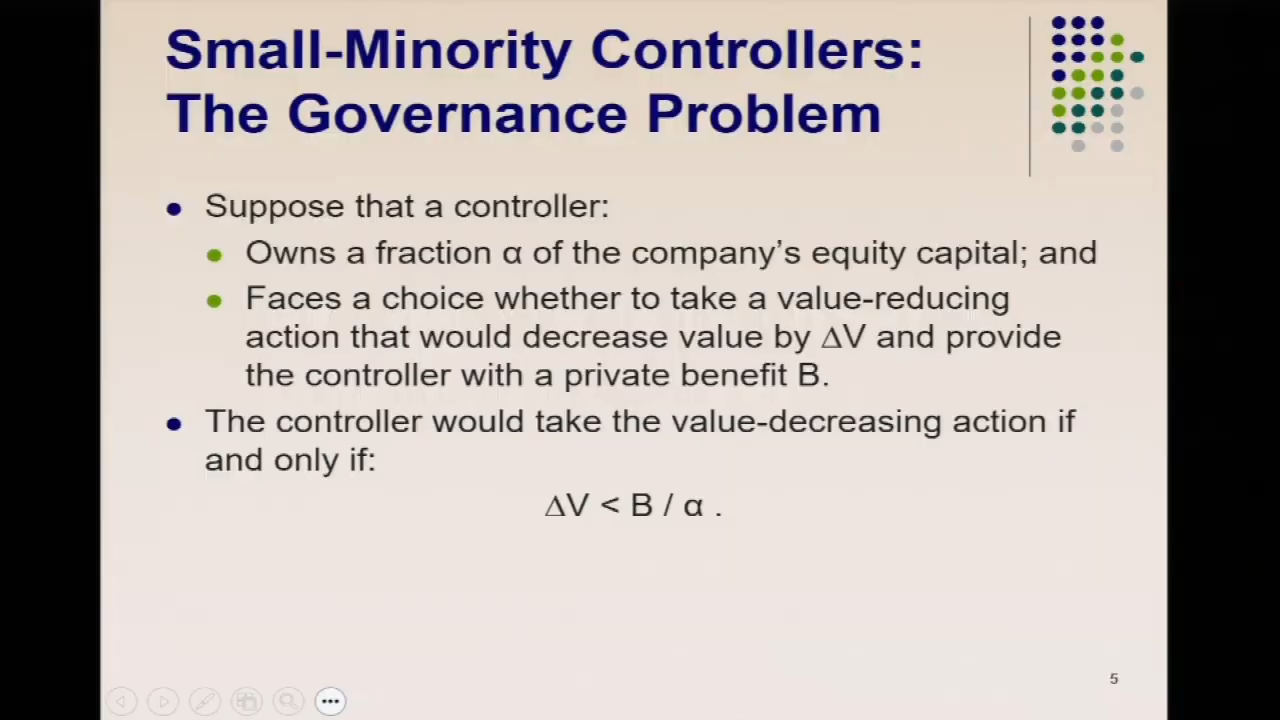 Small-Minority Controllers:
The Governance Problem
Suppose that a controller:
Owns a fraction α of the company's equity capital; and
Faces a choice whether to take a value-reducing
action that would decrease value by ΔV and provide
the controller with a private benefit B.
The controller would take the value-decreasing action if
and only if:
ΔV < B / α .
5